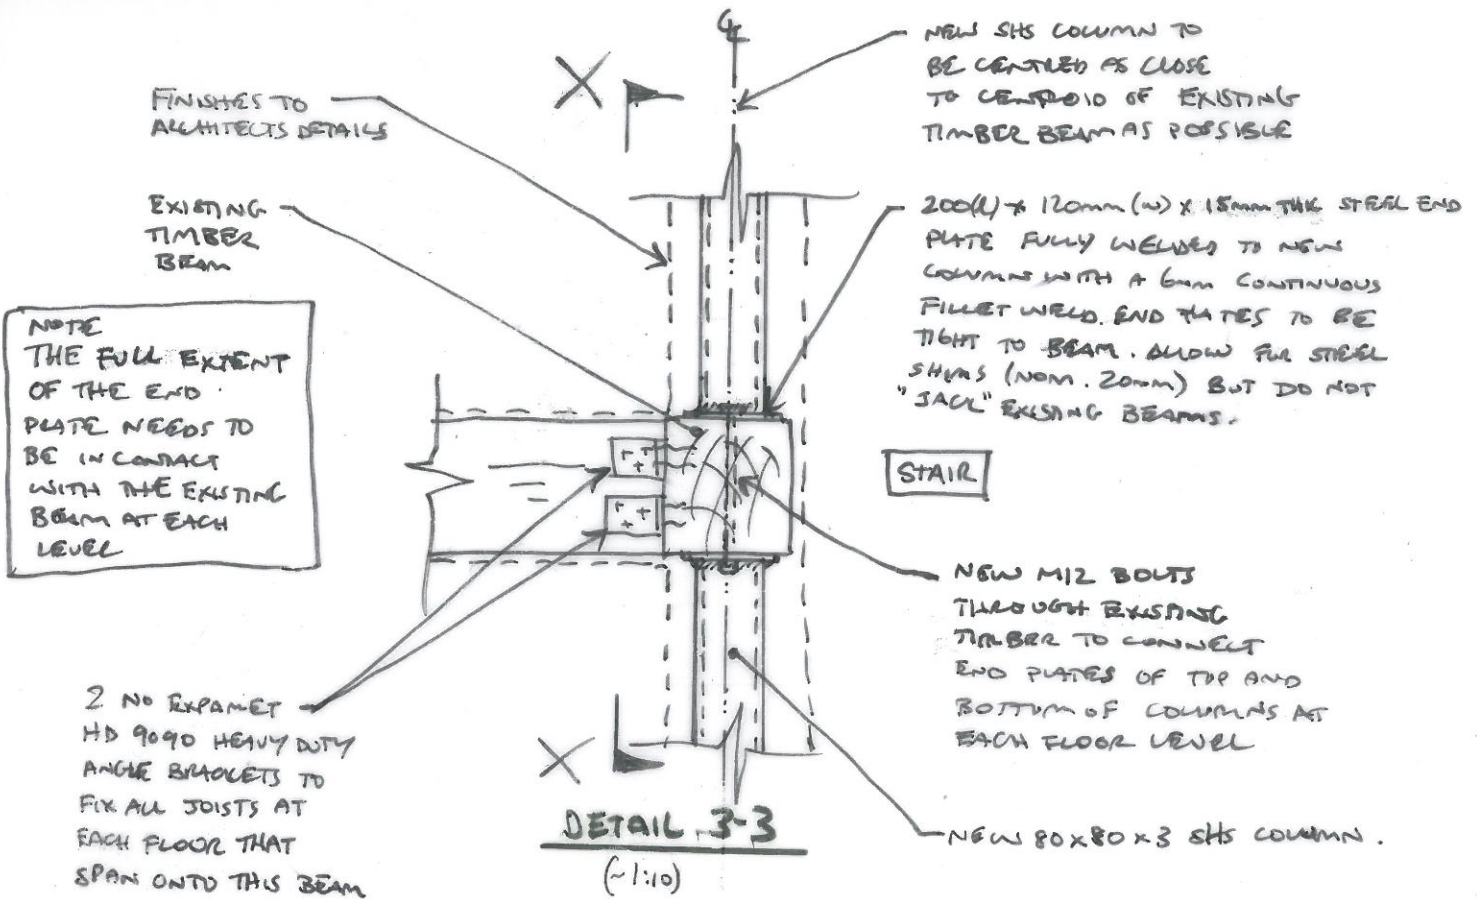 ℄
NEW SHS COLUMN TO
BE CENTRED AS CLOSE
TO CENTROID OF EXISTING
TIMBER BEAM AS POSSIBLE
X
FINISHES TO
ARCHITECTS DETAILS
EXISTING
TIMBER
BEAM
200(L) x 120mm (W) x 15mm THK STEEL END
PLATE FULLY WELDED TO NEW
COLUMNS WITH A 6mm CONTINUOUS
FILLET WELD. END PLATES TO BE
TIGHT TO BEAM. ALLOW FOR STEEL
SHIMS (NOM. 20mm) BUT DO NOT
"JACK" EXISTING BEAMS.
NOTE
THE FULL EXTENT
OF THE END
PLATE NEEDS TO
BE IN CONTACT
WITH THE EXISTING
BEAM AT EACH
LEVEL
STAIR
NEW M12 BOLTS
THROUGH EXISTING
TIMBER TO CONNECT
END PLATES OF TOP AND
BOTTOM OF COLUMNS AT
EACH FLOOR LEVEL
2 NO EXPAMET
HD 9090 HEAVY DUTY
ANGLE BRACKETS TO
FIX ALL JOISTS AT
EACH FLOOR THAT
SPAN ONTO THIS BEAM
X
NEW 80x80x3 SHS COLUMN.
DETAIL 3-3
(~1:10)